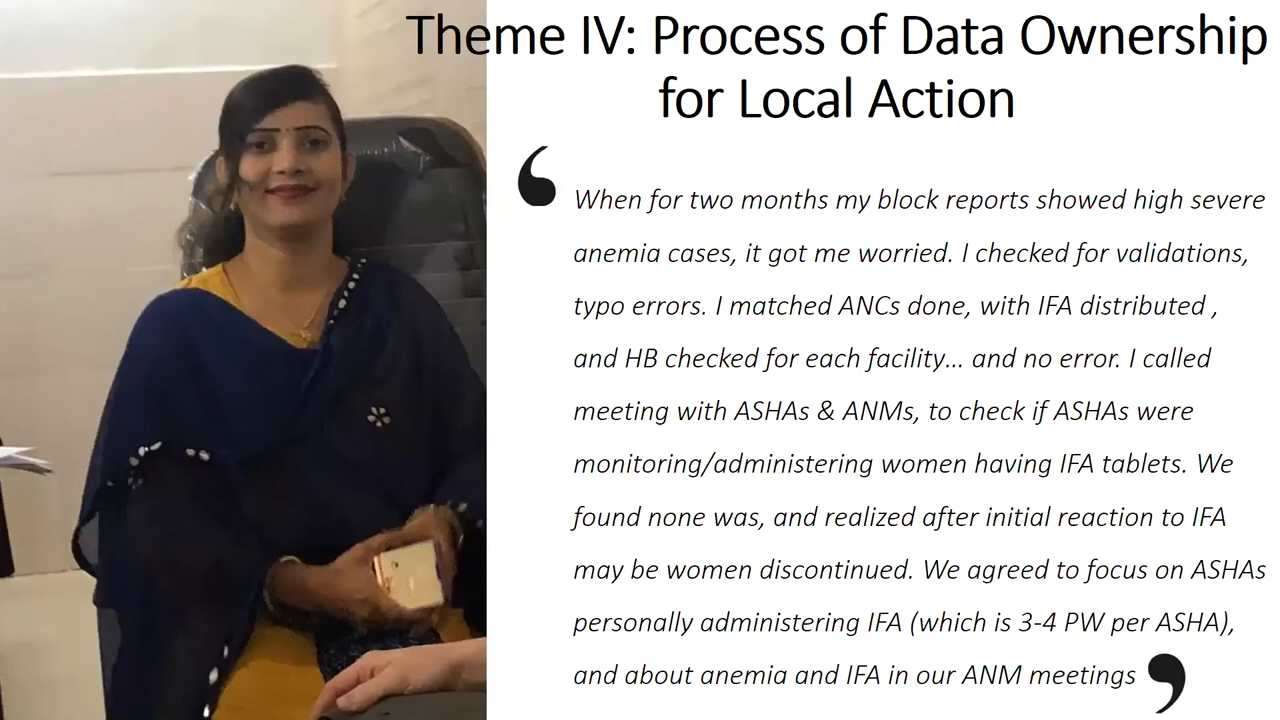 Theme IV: Process of Data Ownership
for Local Action
‘
When for two months my block reports showed high severe
anemia cases, it got me worried. I checked for validations,
typo errors. I matched ANCs done, with IFA distributed ,
and HB checked for each facility... and no error. I called
meeting with ASHAs & ANMs, to check if ASHAs were
monitoring/administering women having IFA tablets. We
found none was, and realized after initial reaction to IFA
may be women discontinued. We agreed to focus on ASHAs
personally administering IFA (which is 3-4 PW per ASHA),
and about anemia and IFA in our ANM meetings ’